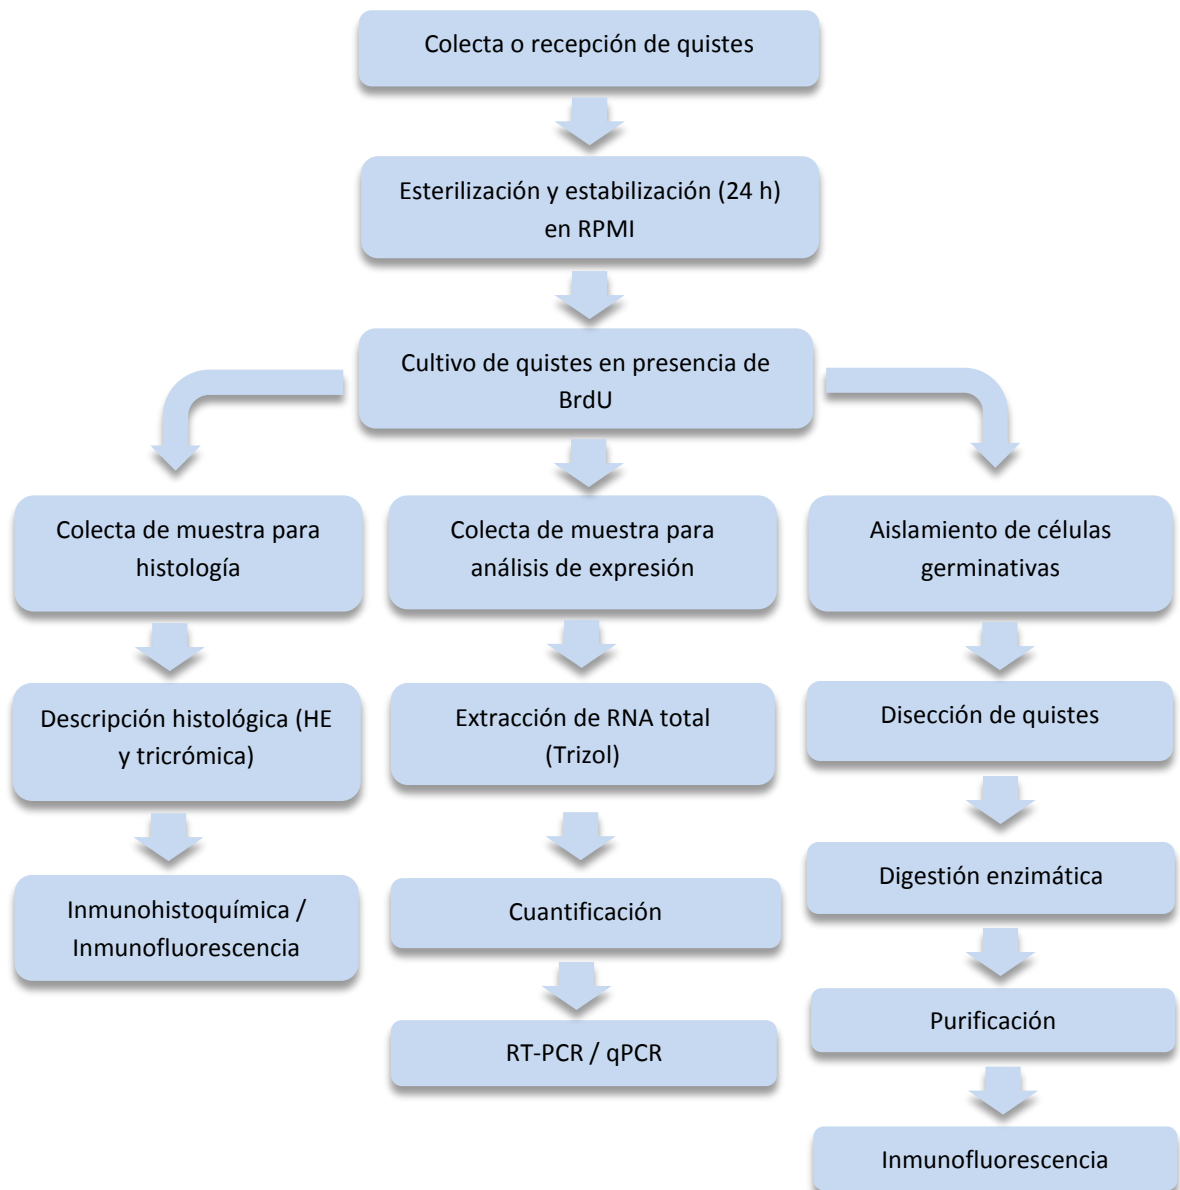 Colecta o recepción de quistes
Esterilización y estabilización (24 h)
en RPMI
Cultivo de quistes en presencia de
BrdU
Colecta de muestra para
histología
Colecta de muestra para
análisis de expresión
Aislamiento de células
germinativas
Descripción histológica (HE
y tricrómica)
Extracción de RNA total
(Trizol)
Disección de quistes
Inmunohistoquímica /
Inmunofluorescencia
Cuantificación
Digestión enzimática
RT-PCR / qPCR
Purificación
Inmunofluorescencia